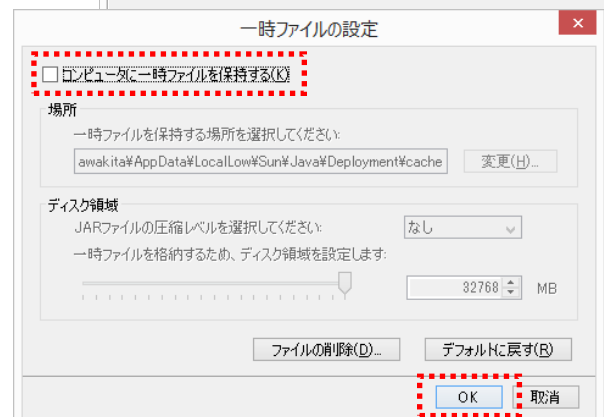 一時ファイルの設定
コンピュータに一時ファイルを保持する(K)
場所
一時ファイルを保持する場所を選択してください:
awakita¥AppData¥LocalLow¥Sun¥Java¥Deployment¥cache 変更(H)...
ディスク領域
JARファイルの圧縮レベルを選択してください: なし
一時ファイルを格納するため、ディスク領域を設定します:
32768 MB
ファイルの削除(D)... デフォルトに戻す(R)
OK 取消